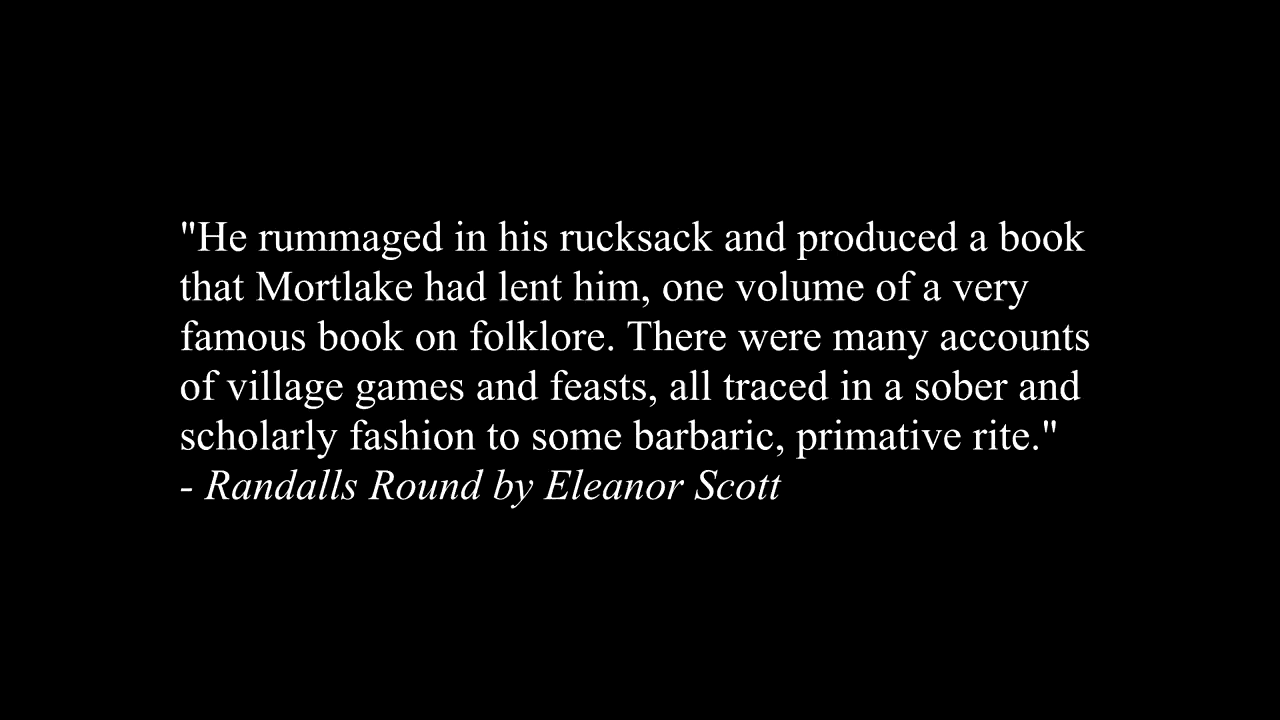 "He rummaged in his rucksack and produced a book
that Mortlake had lent him, one volume of a very
famous book on folklore. There were many accounts
of village games and feasts, all traced in a sober and
scholarly fashion to some barbaric, primative rite."
- Randalls Round by Eleanor Scott